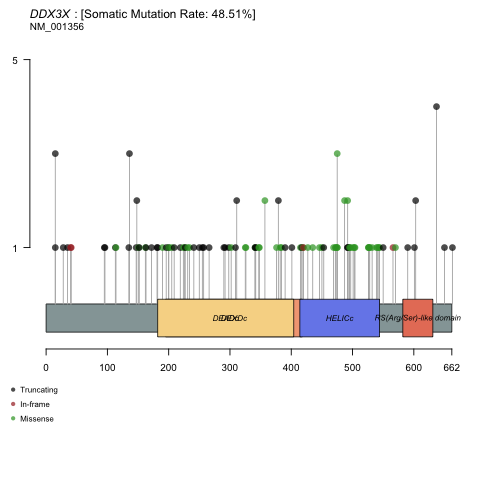 DDX3X : [Somatic Mutation Rate: 48.51%]
NM_001356
5
1
HELICc
RS(Arg/Ser)-like domain
0 100 200 300 400 500 600 662
Truncating
In-frame
Missense